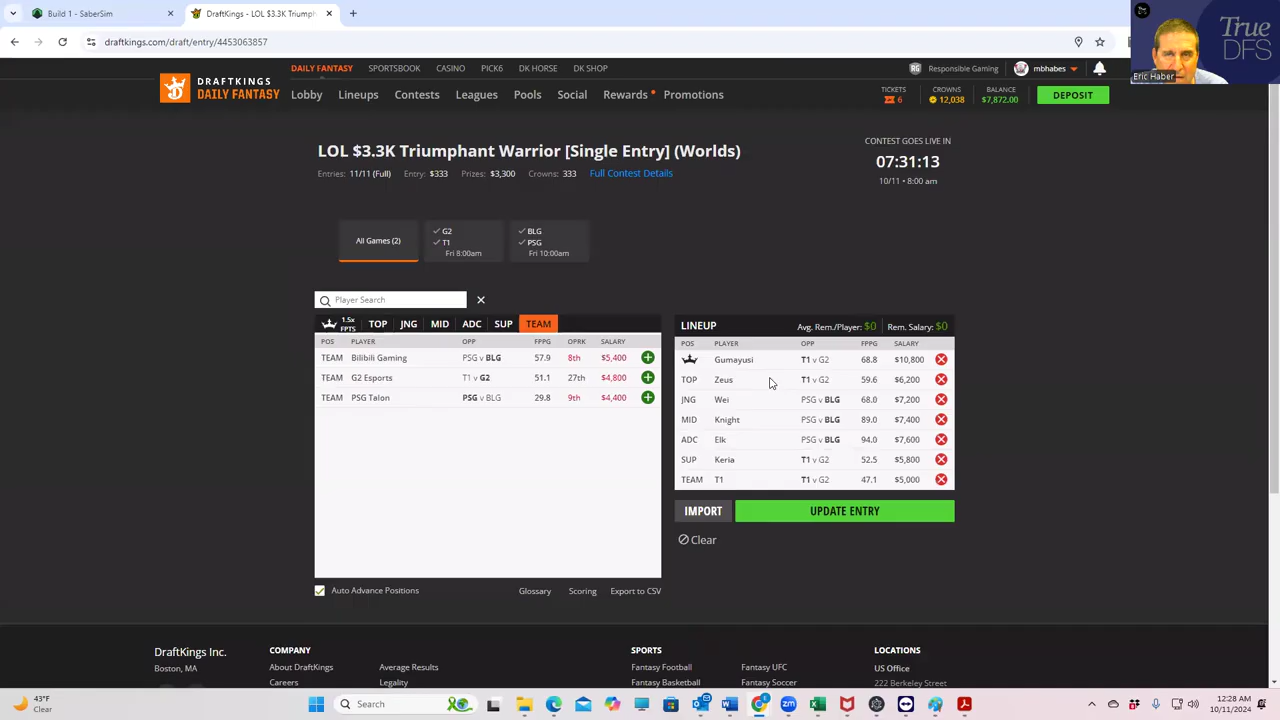 Build 1 - SaberSim
DraftKings - LOL $3.3K Triumph
draftkings.com/draft/entry/4453063857
True DFS
Eric Haber
DRAFTKINGS DAILY FANTASY
DAILY FANTASY SPORTSBOOK CASINO PICK6 DK HORSE DK SHOP
RG Responsible Gaming mbhabes
Lobby Lineups Contests Leagues Pools Social Rewards Promotions
TICKETS 6 CROWNS 12,038 BALANCE $7,872.00 DEPOSIT
LOL $3.3K Triumphant Warrior [Single Entry] (Worlds)
Entries: 11/11 (Full) Entry: $333 Prizes: $3,300 Crowns: 333 Full Contest Details
CONTEST GOES LIVE IN
07:31:13
10/11 • 8:00 am
All Games (2)
G2
T1
Fri 8:00am
BLG
PSG
Fri 10:00am
Player Search
1.5x FPTS TOP JNG MID ADC SUP TEAM
POS PLAYER OPP FPPG OPRK SALARY
TEAM Bilibili Gaming PSG v BLG 57.9 8th $5,400
TEAM G2 Esports T1 v G2 51.1 27th $4,800
TEAM PSG Talon PSG v BLG 29.8 9th $4,400
Auto Advance Positions Glossary Scoring Export to CSV
LINEUP Avg. Rem./Player: $0 Rem. Salary: $0
POS PLAYER OPP FPPG SALARY
Gumayusi T1 v G2 68.8 $10,800
TOP Zeus T1 v G2 59.6 $6,200
JNG Wei PSG v BLG 68.0 $7,200
MID Knight PSG v BLG 89.0 $7,400
ADC Elk PSG v BLG 94.0 $7,600
SUP Keria T1 v G2 52.5 $5,800
TEAM T1 T1 v G2 47.1 $5,000
IMPORT UPDATE ENTRY
Clear
DraftKings Inc.
Boston, MA
COMPANY
About DraftKings Average Results
Careers Legality
SPORTS
Fantasy Football Fantasy UFC
Fantasy Basketball Fantasy Soccer
LOCATIONS
US Office
222 Berkeley Street
43°F
Clear
Search
12:28 AM
10/11/2024